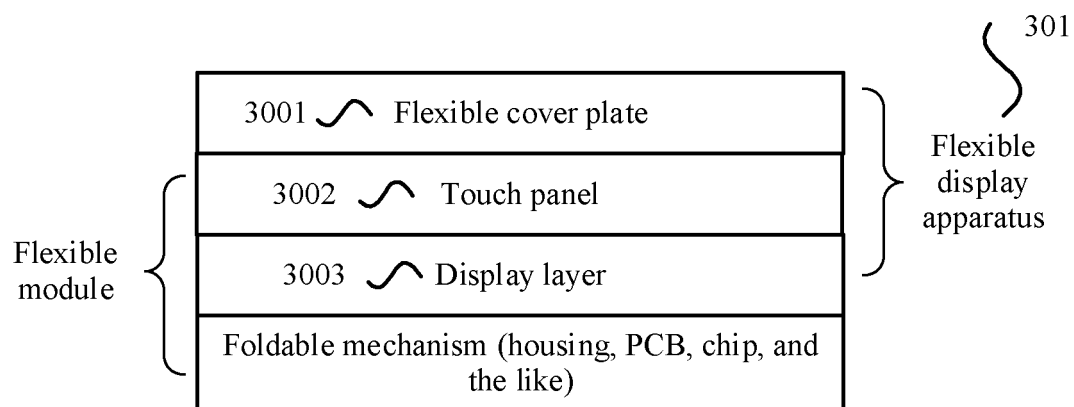 301
3001 Flexible cover plate
3002 Touch panel
3003 Display layer
Foldable mechanism (housing, PCB, chip, and
the like)
Flexible
module
Flexible
display
apparatus